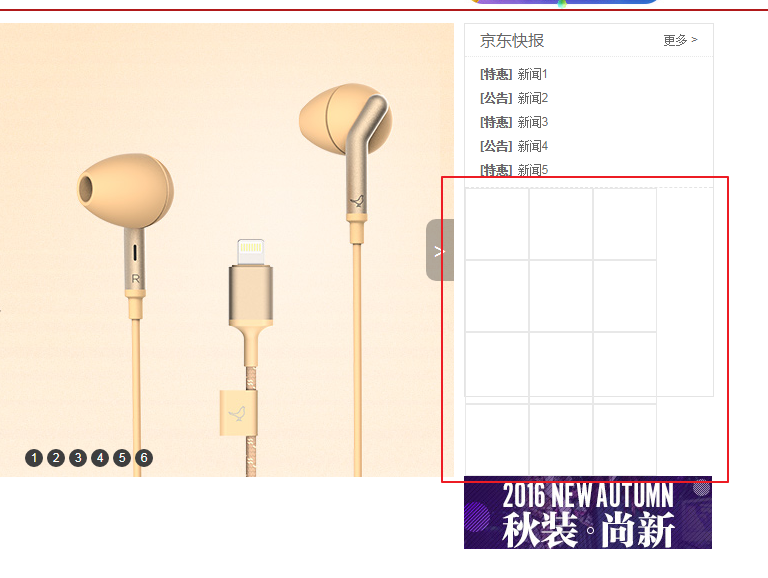 京东快报
更多 >
[特惠] 新闻1
[公告] 新闻2
[特惠] 新闻3
[公告] 新闻4
[特惠] 新闻5
>
R
1 2 3 4 5 6
2016 NEW AUTUMN
秋装。尚新